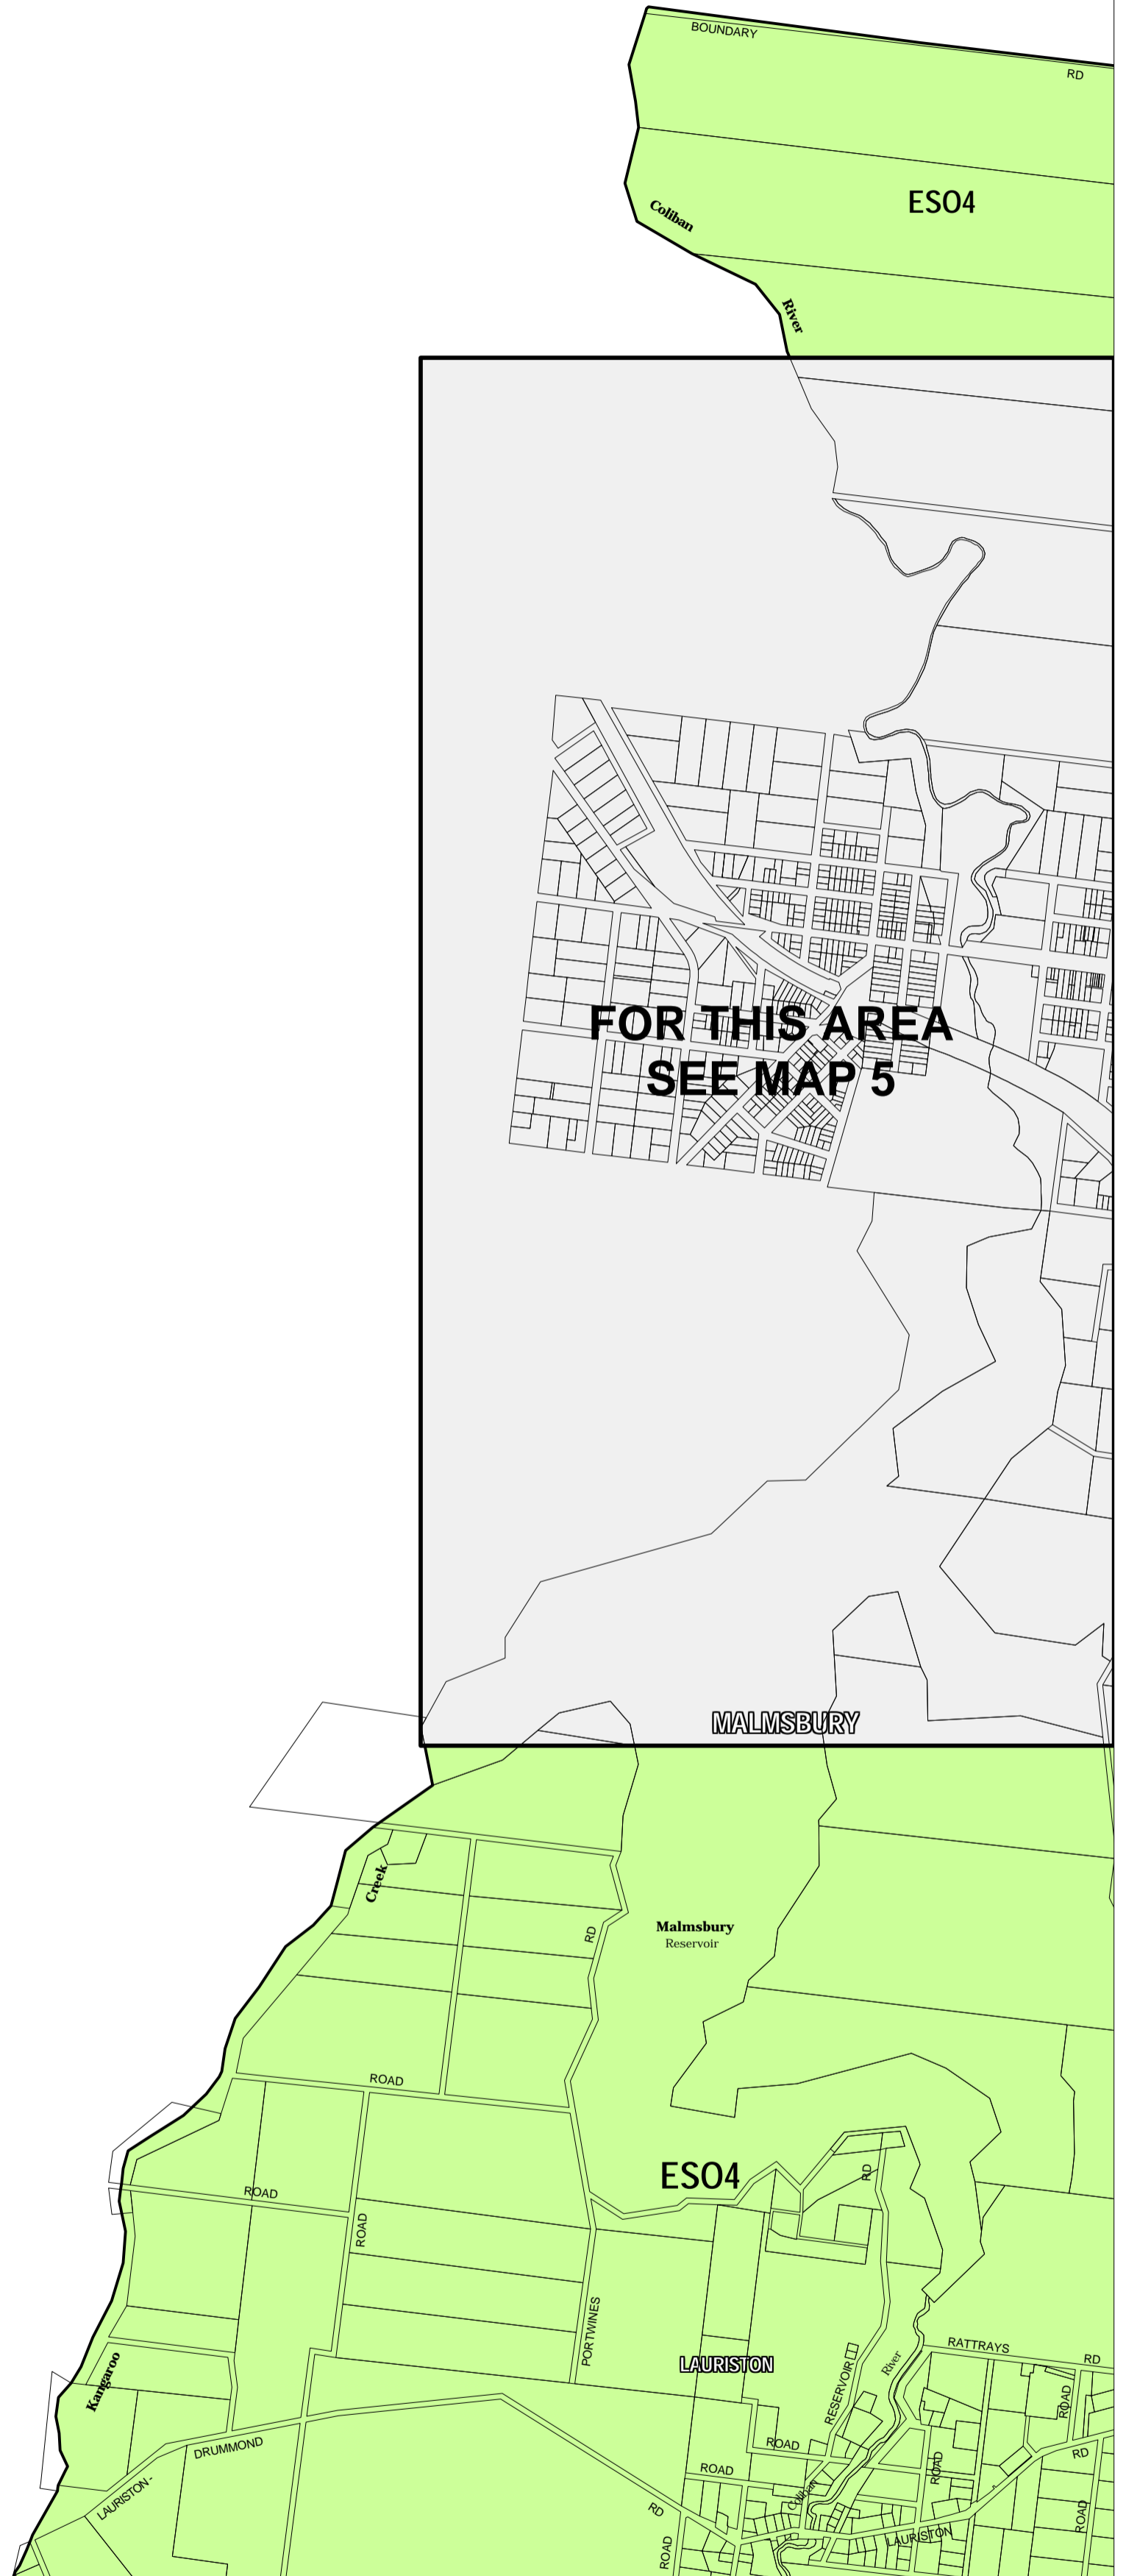 BOUNDARY
RD
ESO4
Coliban
River
FOR THIS AREA
SEE MAP 5
MALMSBURY
Creek
RD
Malmsbury
Reservoir
ROAD
ESO4
RD
ROAD
ROAD
PORTWINES
RATTRAYS
RD
River
LAURISTON
RESERVOIR
Kangaroo
ROAD
DRUMMOND
ROAD
RD
ROAD
ROAD
LAURISTON -
Coliban
RD
ROAD
LAURISTON
ROAD